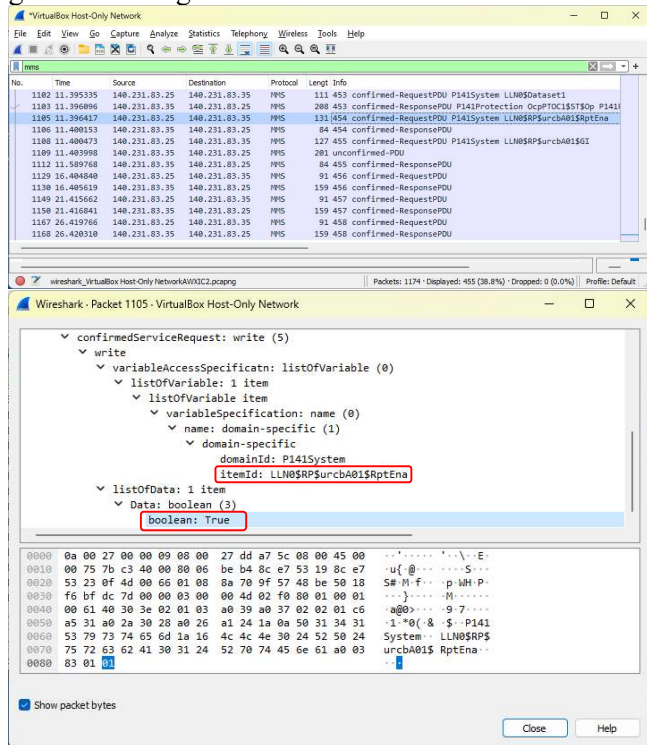 *VirtualBox Host-Only Network
File Edit View Go Capture Analyze Statistics Telephony Wireless Tools Help
mms
No. Time Source Destination Protocol Lengt Info
1102 11.395335 140.231.83.25 140.231.83.35 MMS 111 453 confirmed-RequestPDU P141System LLN0$Dataset1
1103 11.396096 140.231.83.35 140.231.83.25 MMS 208 453 confirmed-ResponsePDU P141Protection OcpPTOC1$ST$Op P141
1105 11.396417 140.231.83.25 140.231.83.35 MMS 131 454 confirmed-RequestPDU P141System LLN0$RP$urcbA01$RptEna
1106 11.400153 140.231.83.35 140.231.83.25 MMS 84 454 confirmed-ResponsePDU
1108 11.400473 140.231.83.25 140.231.83.35 MMS 127 455 confirmed-RequestPDU P141System LLN0$RP$urcbA01$GI
1109 11.403998 140.231.83.35 140.231.83.25 MMS 201 unconfirmed-PDU
1112 11.589768 140.231.83.35 140.231.83.25 MMS 84 455 confirmed-ResponsePDU
1129 16.404840 140.231.83.25 140.231.83.35 MMS 91 456 confirmed-RequestPDU
1130 16.405619 140.231.83.35 140.231.83.25 MMS 159 456 confirmed-ResponsePDU
1149 21.415662 140.231.83.25 140.231.83.35 MMS 91 457 confirmed-RequestPDU
1150 21.416841 140.231.83.35 140.231.83.25 MMS 159 457 confirmed-ResponsePDU
1167 26.419766 140.231.83.25 140.231.83.35 MMS 91 458 confirmed-RequestPDU
1168 26.420310 140.231.83.35 140.231.83.25 MMS 159 458 confirmed-ResponsePDU
wireshark_VirtualBox Host-Only NetworkAWXIC2.pcapng Packets: 1174 · Displayed: 455 (38.8%) · Dropped: 0 (0.0%) Profile: Default
Wireshark · Packet 1105 · VirtualBox Host-Only Network
confirmedServiceRequest: write (5)
write
variableAccessSpecificatn: listOfVariable (0)
listOfVariable: 1 item
listOfVariable item
variableSpecification: name (0)
name: domain-specific (1)
domain-specific
domainId: P141System
itemId: LLN0$RP$urcbA01$RptEna
listOfData: 1 item
Data: boolean (3)
boolean: True
0000 0a 00 27 00 00 09 08 00 27 dd a7 5c 08 00 45 00 ··'····· '··\··E·
0010 00 75 7b c3 40 00 80 06 be b4 8c e7 53 19 8c e7 ·u{·@··· ····S···
0020 53 23 0f 4d 00 66 01 08 8a 70 9f 57 48 be 50 18 S#·M·f·· ·p·WH·P·
0030 f6 bf dc 7d 00 00 03 00 00 4d 02 f0 80 01 00 01 ···}···· ·M······
0040 00 61 40 30 3e 02 01 03 a0 39 a0 37 02 02 01 c6 ·a@0>··· ·9·7····
0050 a5 31 a0 2a 30 28 a0 26 a1 24 1a 0a 50 31 34 31 ·1·*0(·& ·$··P141
0060 53 79 73 74 65 6d 1a 16 4c 4c 4e 30 24 52 50 24 System·· LLN0$RP$
0070 75 72 63 62 41 30 31 24 52 70 74 45 6e 61 a0 03 urcbA01$ RptEna··
0080 83 01 01 ···
Show packet bytes
Close Help